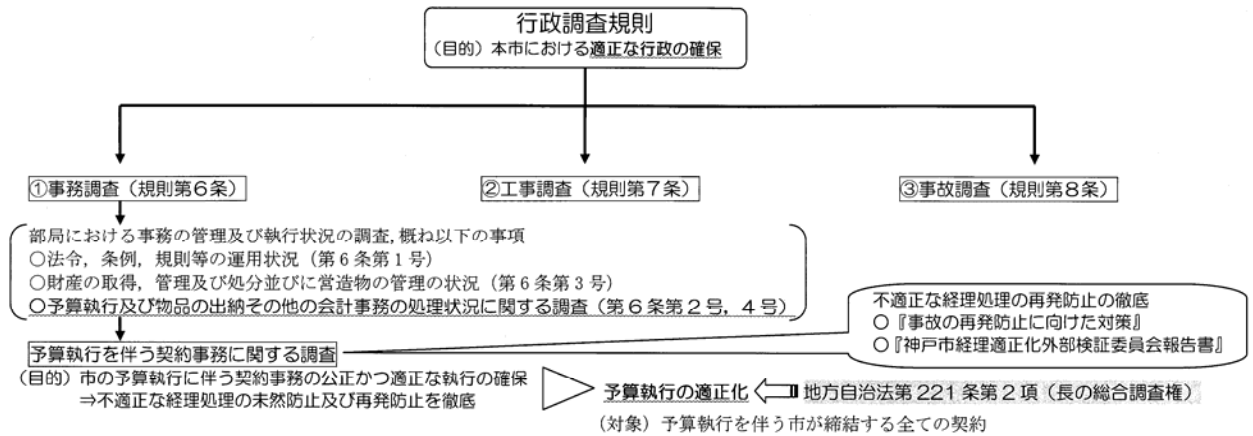 行政調査規則
（目的）本市における適正な行政の確保
①事務調査（規則第６条）
②工事調査（規則第７条）
③事故調査（規則第８条）
部局における事務の管理及び執行状況の調査，概ね以下の事項
○法令，条例，規則等の運用状況（第６条第１号）
○財産の取得，管理及び処分並びに営造物の管理の状況（第６条第３号）
○予算執行及び物品の出納その他の会計事務の処理状況に関する調査（第６条第２号，４号）
不適正な経理処理の再発防止の徹底
○『事故の再発防止に向けた対策』
○『神戸市経理適正化外部検証委員会報告書』
予算執行を伴う契約事務に関する調査
（目的）市の予算執行に伴う契約事務の公正かつ適正な執行の確保
⇒不適正な経理処理の未然防止及び再発防止を徹底
予算執行の適正化
地方自治法第221条第２項（長の総合調査権）
（対象）予算執行を伴う市が締結する全ての契約